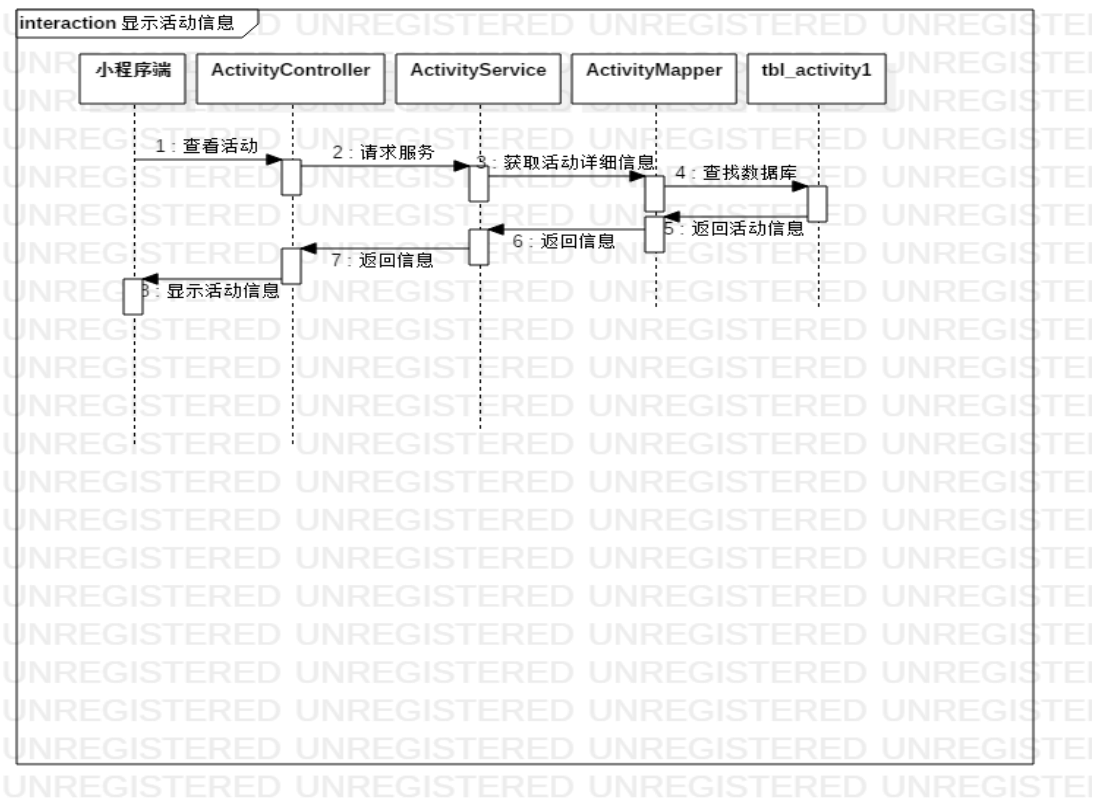 interaction 显示活动信息
小程序端 ActivityController ActivityService ActivityMapper tbl_activity1
1 : 查看活动
2 : 请求服务
3 : 获取活动详细信息
4 : 查找数据库
5 : 返回活动信息
6 : 返回信息
7 : 返回信息
8 : 显示活动信息
UNREGISTERED